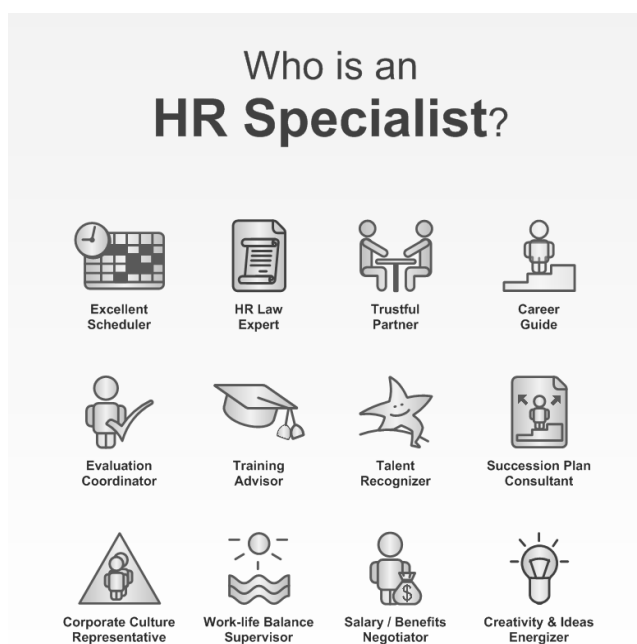 Who is an
HR Specialist?
Excellent
Scheduler
HR Law
Expert
Trustful
Partner
Career
Guide
Evaluation
Coordinator
Training
Advisor
Talent
Recognizer
Succession Plan
Consultant
Corporate Culture
Representative
Work-life Balance
Supervisor
$
Salary / Benefits
Negotiator
Creativity & Ideas
Energizer